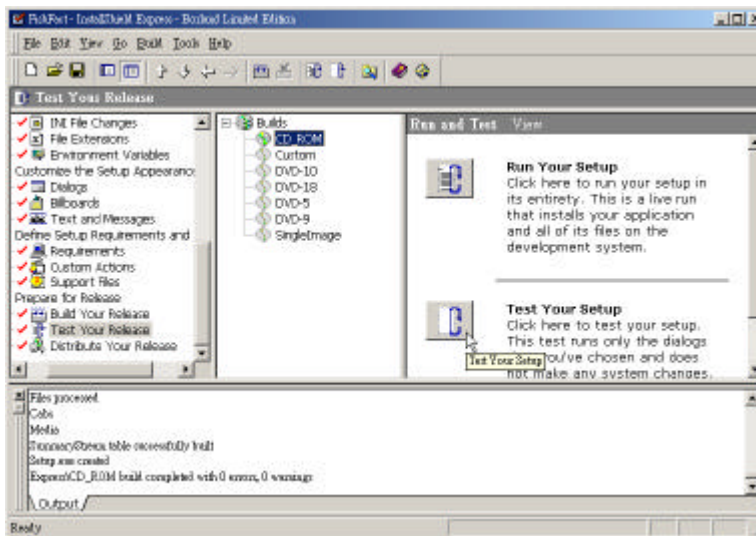 FishFact - InstallShield Express - Borland Limited Edition
File Edit View Go Build Tools Help
Test Your Release
INI File Changes
File Extensions
Environment Variables
Customize the Setup Appearance
Dialogs
Billboards
Text and Messages
Define Setup Requirements and
Requirements
Custom Actions
Support Files
Prepare for Release
Build Your Release
Test Your Release
Distribute Your Release
Builds
CD_ROM
Custom
DVD-10
DVD-18
DVD-5
DVD-9
SingleImage
Run and Test View
Run Your Setup
Click here to run your setup in
its entirety. This is a live run
that installs your application
and all of its files on the
development system.
Test Your Setup
Click here to test your setup.
This test runs only the dialogs
you've chosen and does
not make any system changes.
Test Your Setup
Files processed
Cabs
Media
SummaryStream table successfully built
Setup.exe created
Express\CD_ROM build completed with 0 errors, 0 warnings
Output
Ready